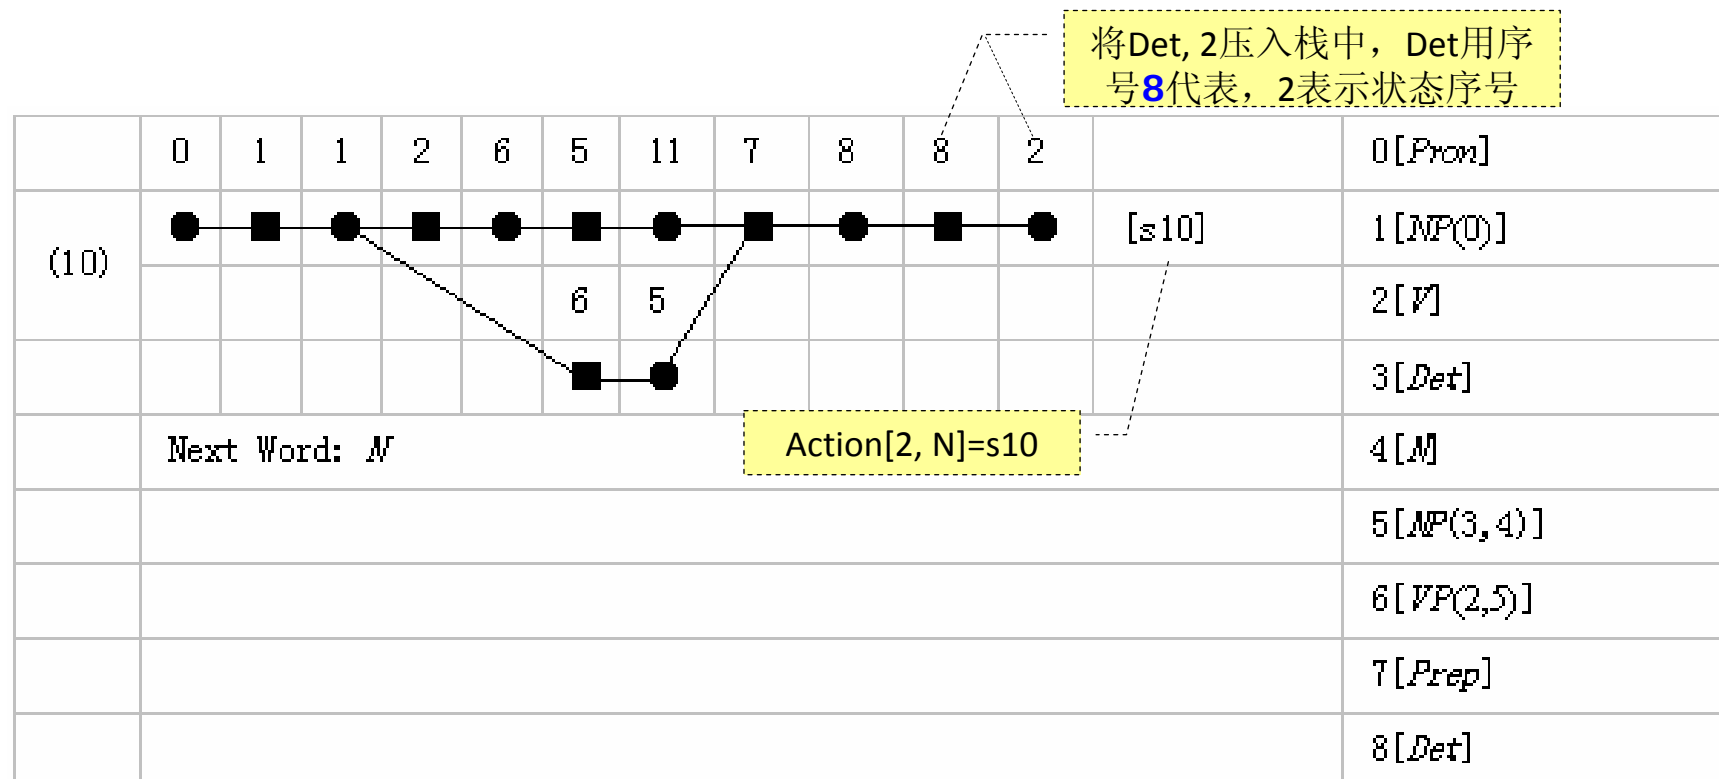 将Det, 2压入栈中，Det用序
号8代表，2表示状态序号
0 1 1 2 6 5 11 7 8 8 2 0[Pron]
(10) [s10] 1[NP(0)]
6 5 2[V]
3[Det]
Next Word: N Action[2, N]=s10 4[N]
5[NP(3,4)]
6[VP(2,5)]
7[Prep]
8[Det]